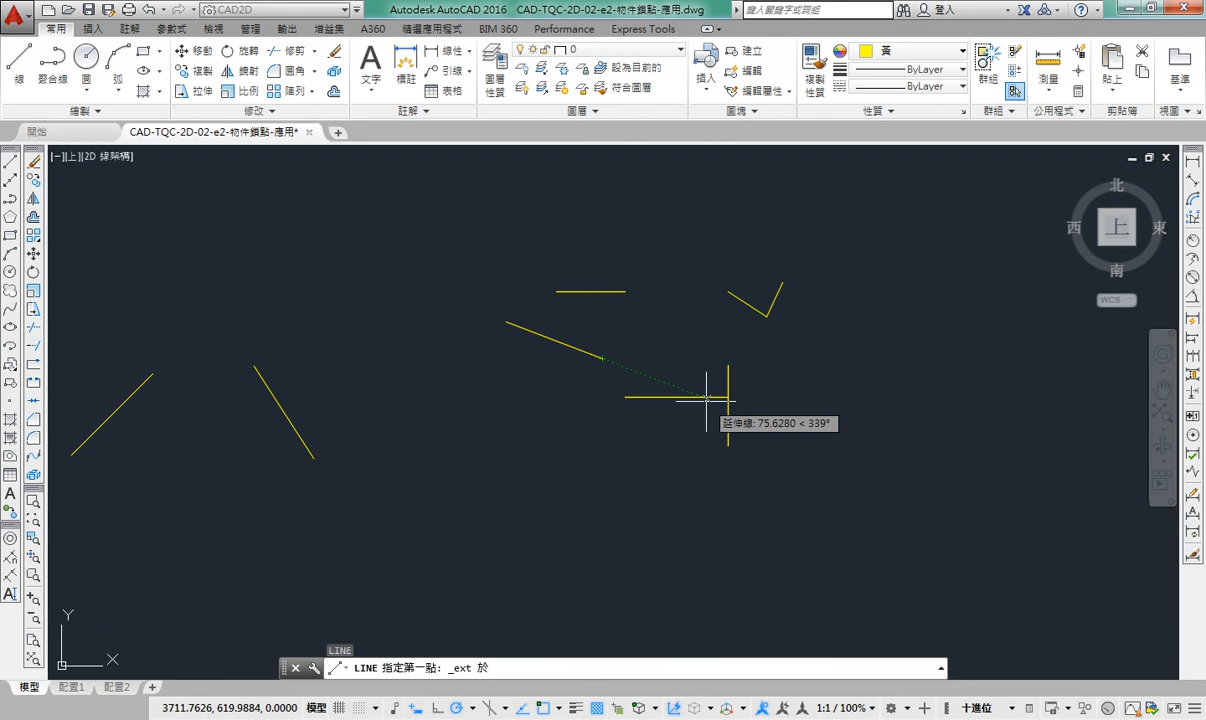 CAD2D
Autodesk AutoCAD 2016 CAD-TQC-2D-02-e2-物件鎖點-應用.dwg
鍵入關鍵字或詞組
登入
常用 插入 註解 參數式 檢視 管理 輸出 增益集 A360 精選應用程式 BIM 360 Performance Express Tools
線 聚合線 圓 弧
移動 旋轉 修剪
複製 鏡射 圓角
拉伸 比例 陣列
文字 標註
線性
引線
表格
圖層性質
0
設為目前的
符合圖層
插入
建立
編輯
編輯屬性
複製性質
黃
ByLayer
ByLayer
群組 測量 貼上 基準
繪製 修改 註解 圖層 圖塊 性質 群組 公用程式 剪貼簿 視圖
開始 CAD-TQC-2D-02-e2-物件鎖點-應用*
[−][上][2D 線架構]
北
西 上 東
南
WCS
延伸線: 75.6280 < 339°
Y
X
LINE
LINE 指定第一點: _ext 於
模型 配置1 配置2
3711.7626, 619.9884, 0.0000 模型 1:1 / 100% 十進位